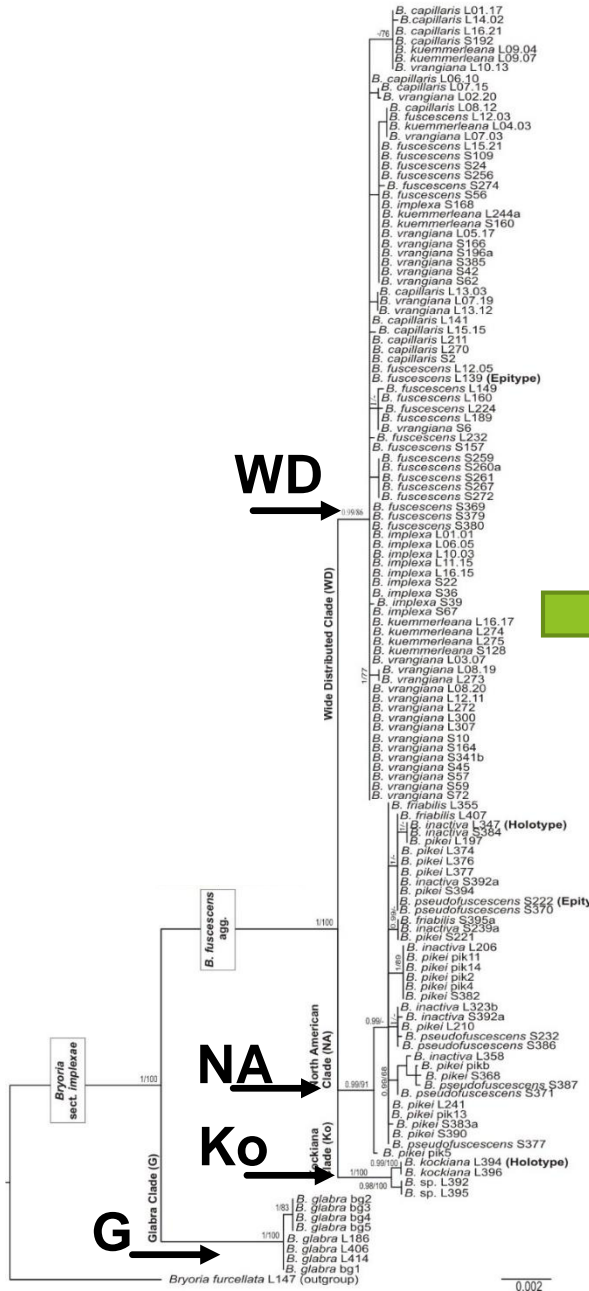 B. capillaris L01.17
B.capillaris L14.02
B. capillaris L16.21
-/76
B. capillaris S192
B. kuemmerleana L09.04
B. kuemmerleana L09.07
B. vrangiana L10.13
B. capillaris L06.10
B. capillaris L07.15
B. vrangiana L02.20
B. capillaris L08.12
B. fuscescens L12.03
B. kuemmerleana L04.03
B. vrangiana L07.03
B. fuscescens L15.21
B. fuscescens S109
B. fuscescens S24
B. fuscescens S256
B. fuscescens S274
B. fuscescens S56
B. implexa S168
B. kuemmerleana L244a
B. kuemmerleana S160
B. vrangiana L05.17
B. vrangiana S166
B. vrangiana S196a
B. vrangiana S385
B. vrangiana S42
B. vrangiana S62
B. capillaris L13.03
B. vrangiana L07.19
B. vrangiana L13.12
B. capillaris L141
B. capillaris L15.15
B. capillaris L211
B. capillaris L270
B. capillaris S2
B. fuscescens L12.05
B. fuscescens L139 (Epitype)
B. fuscescens L149
1/-
B. fuscescens L160
B. fuscescens L224
B. fuscescens L189
B. vrangiana S6
B. fuscescens L232
B. fuscescens S157
B. fuscescens S259
B. fuscescens S260a
WD
B. fuscescens S261
B. fuscescens S267
B. fuscescens S272
B. fuscescens S369
0.99/86
B. fuscescens S379
B. fuscescens S380
B. implexa L01.01
B. implexa L06.05
B. implexa L10.03
B. implexa L11.15
B. implexa L16.15
B. implexa S22
B. implexa S36
B. implexa S39
B. implexa S67
Wide Distributed Clade (WD)
B. kuemmerleana L16.17
B. kuemmerleana L274
B. kuemmerleana L275
B. kuemmerleana S128
B. vrangiana L03.07
1/77
B. vrangiana L08.19
B. vrangiana L273
B. vrangiana L08.20
B. vrangiana L12.11
B. vrangiana L272
B. vrangiana L300
B. vrangiana L307
B. vrangiana S10
B. vrangiana S164
B. vrangiana S341b
B. vrangiana S45
B. vrangiana S57
B. vrangiana S59
B. vrangiana S72
B. friabilis L355
B. friabilis L407
1/-
B. inactiva L347 (Holotype)
B. inactiva S384
B. pikei L197
B. pikei L374
1/-
B. pikei L376
B. pikei L377
B. inactiva S392a
B. pikei S394
B. pseudofuscescens S222 (Epity
B. pseudofuscescens S370
0.99/-
B. friabilis S395a
B. inactiva S239a
B. pikei S221
B. fuscescens
agg.
1/100
B. inactiva L206
B. pikei pik11
1/89
B. pikei pik14
B. pikei pik2
B. pikei pik4
B. pikei S382
B. inactiva L323b
B. inactiva S392a
1/-
B. pikei L210
0.99/-
B. pseudofuscescens S232
B. pseudofuscescens S386
B. inactiva L358
B. pikei pikb
B. pikei S368
B. pseudofuscescens S387
0.99/68
B. pseudofuscescens S371
Bryoria
sect. implexae
1/100
NA
North American
Clade (NA)
0.99/91
B. pikei L241
B. pikei pik13
B. pikei S383a
B. pikei S390
B. pseudofuscescens S377
B. pikei pik5
Ko
Kockiana
Clade (Ko)
1/100
0.99/100
B. kockiana L394 (Holotype)
B. kockiana L396
0.98/100
B. sp. L392
B. sp. L395
Glabra Clade (G)
G
B. glabra bg2
1/83
B. glabra bg3
B. glabra bg4
B. glabra bg5
1/100
B. glabra L186
B. glabra L406
B. glabra L414
B. glabra bg1
Bryoria furcellata L147 (outgroup)
0.002